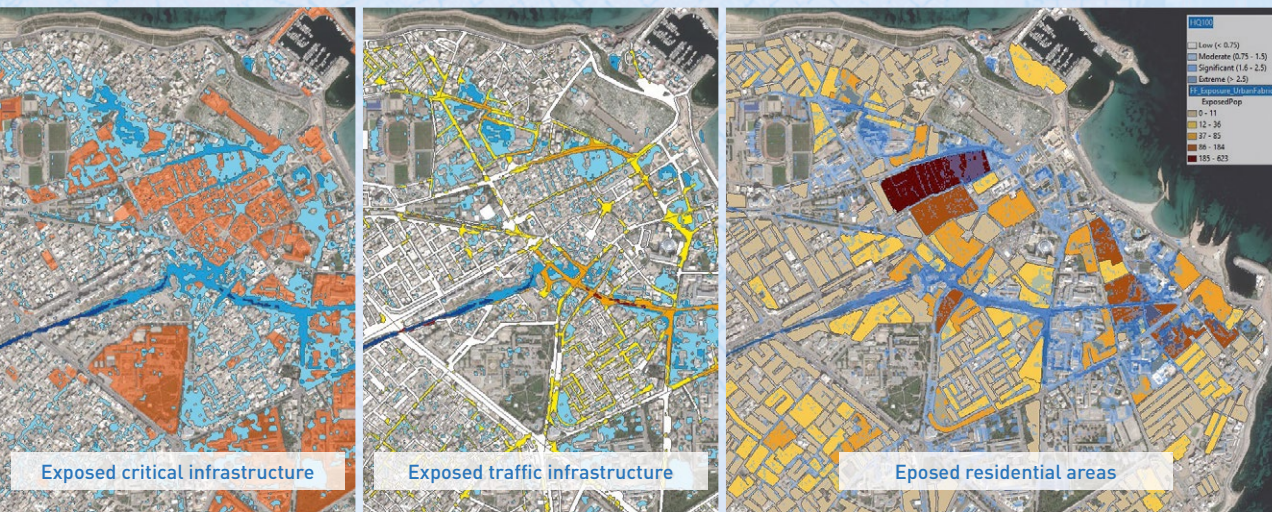 HQ100
Low (< 0.75)
Moderate (0.75 - 1.5)
Significant (1.6 - 2.5)
Extreme (> 2.5)
FF_Exposure_UrbanFabric
ExposedPop
0 - 11
12 - 36
37 - 85
86 - 184
185 - 623
Exposed critical infrastructure
Exposed traffic infrastructure
Eposed residential areas